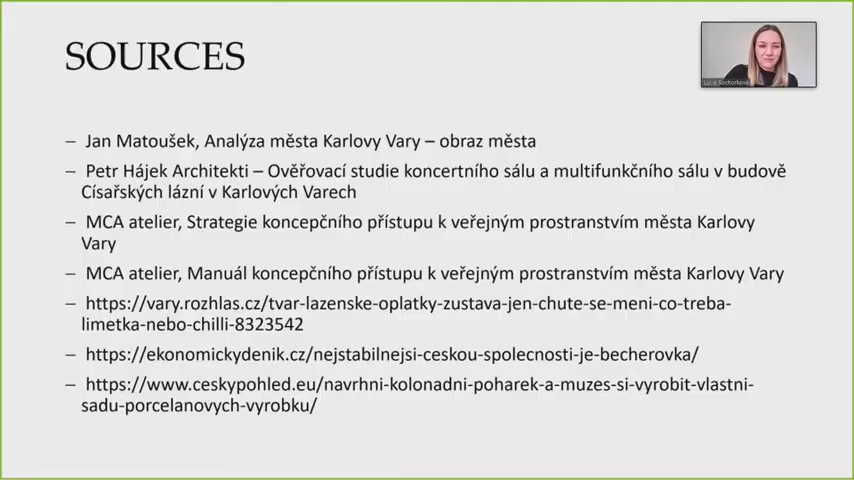 SOURCES
– Jan Matoušek, Analýza města Karlovy Vary – obraz města
– Petr Hájek Architekti – Ověřovací studie koncertního sálu a multifunkčního sálu v budově
Císařských lázní v Karlových Varech
– MCA atelier, Strategie koncepčního přístupu k veřejným prostranstvím města Karlovy
Vary
– MCA atelier, Manuál koncepčního přístupu k veřejným prostranstvím města Karlovy Vary
– https://vary.rozhlas.cz/tvar-lazenske-oplatky-zustava-jen-chute-se-meni-co-treba-
limetka-nebo-chilli-8323542
– https://ekonomickydenik.cz/nejstabilnejsi-ceskou-spolecnosti-je-becherovka/
– https://www.ceskypohled.eu/navrhni-kolonadni-poharek-a-muzes-si-vyrobit-vlastni-
sadu-porcelanovych-vyrobku/